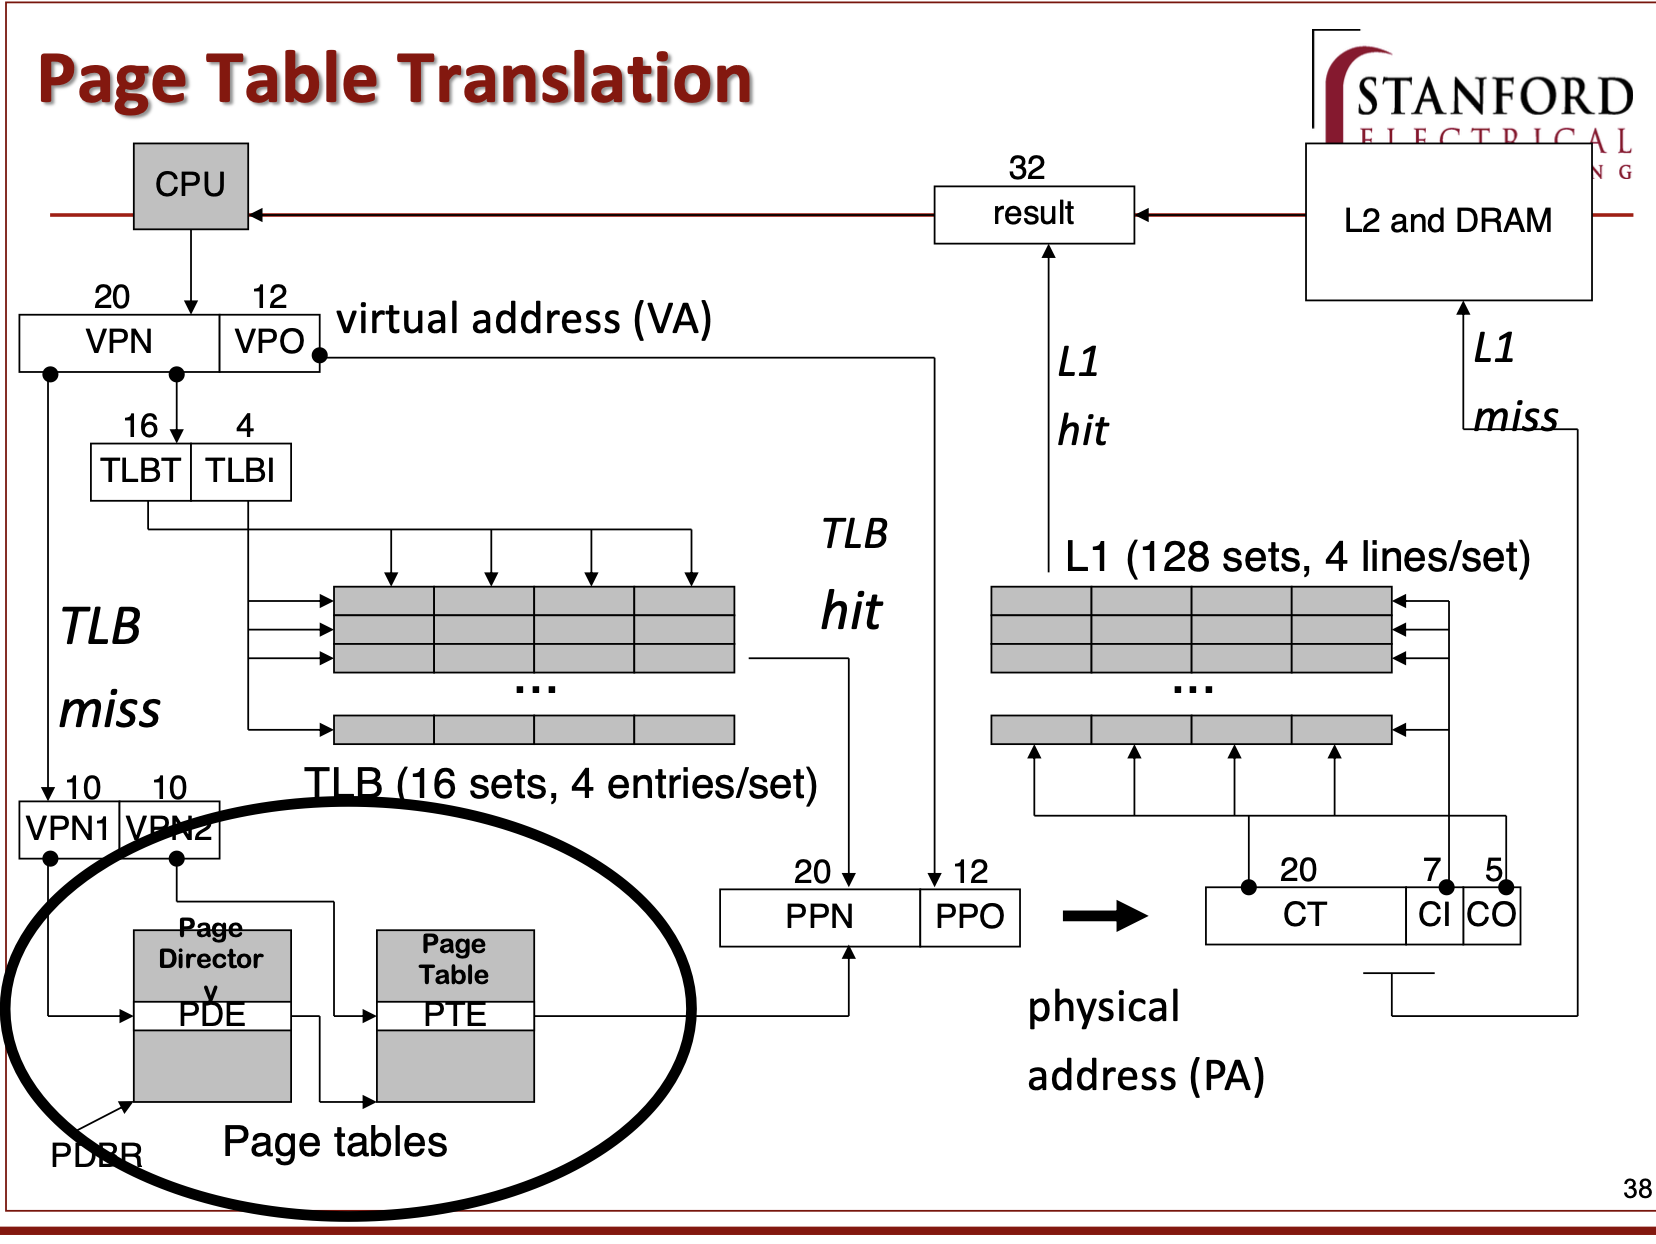 Page Table Translation
STANFORD
ELECTRICAL
NG
CPU
32
result
L2 and DRAM
20 12
VPN VPO
virtual address (VA)
L1
hit
L1
miss
16 4
TLBT TLBI
TLB
hit
L1 (128 sets, 4 lines/set)
TLB
miss
...
...
TLB (16 sets, 4 entries/set)
10 10
VPN1 VPN2
20 12
PPN PPO
20 7 5
CT CI CO
Page
Director
y
PDE
Page
Table
PTE
physical
address (PA)
Page tables
PDBR
38